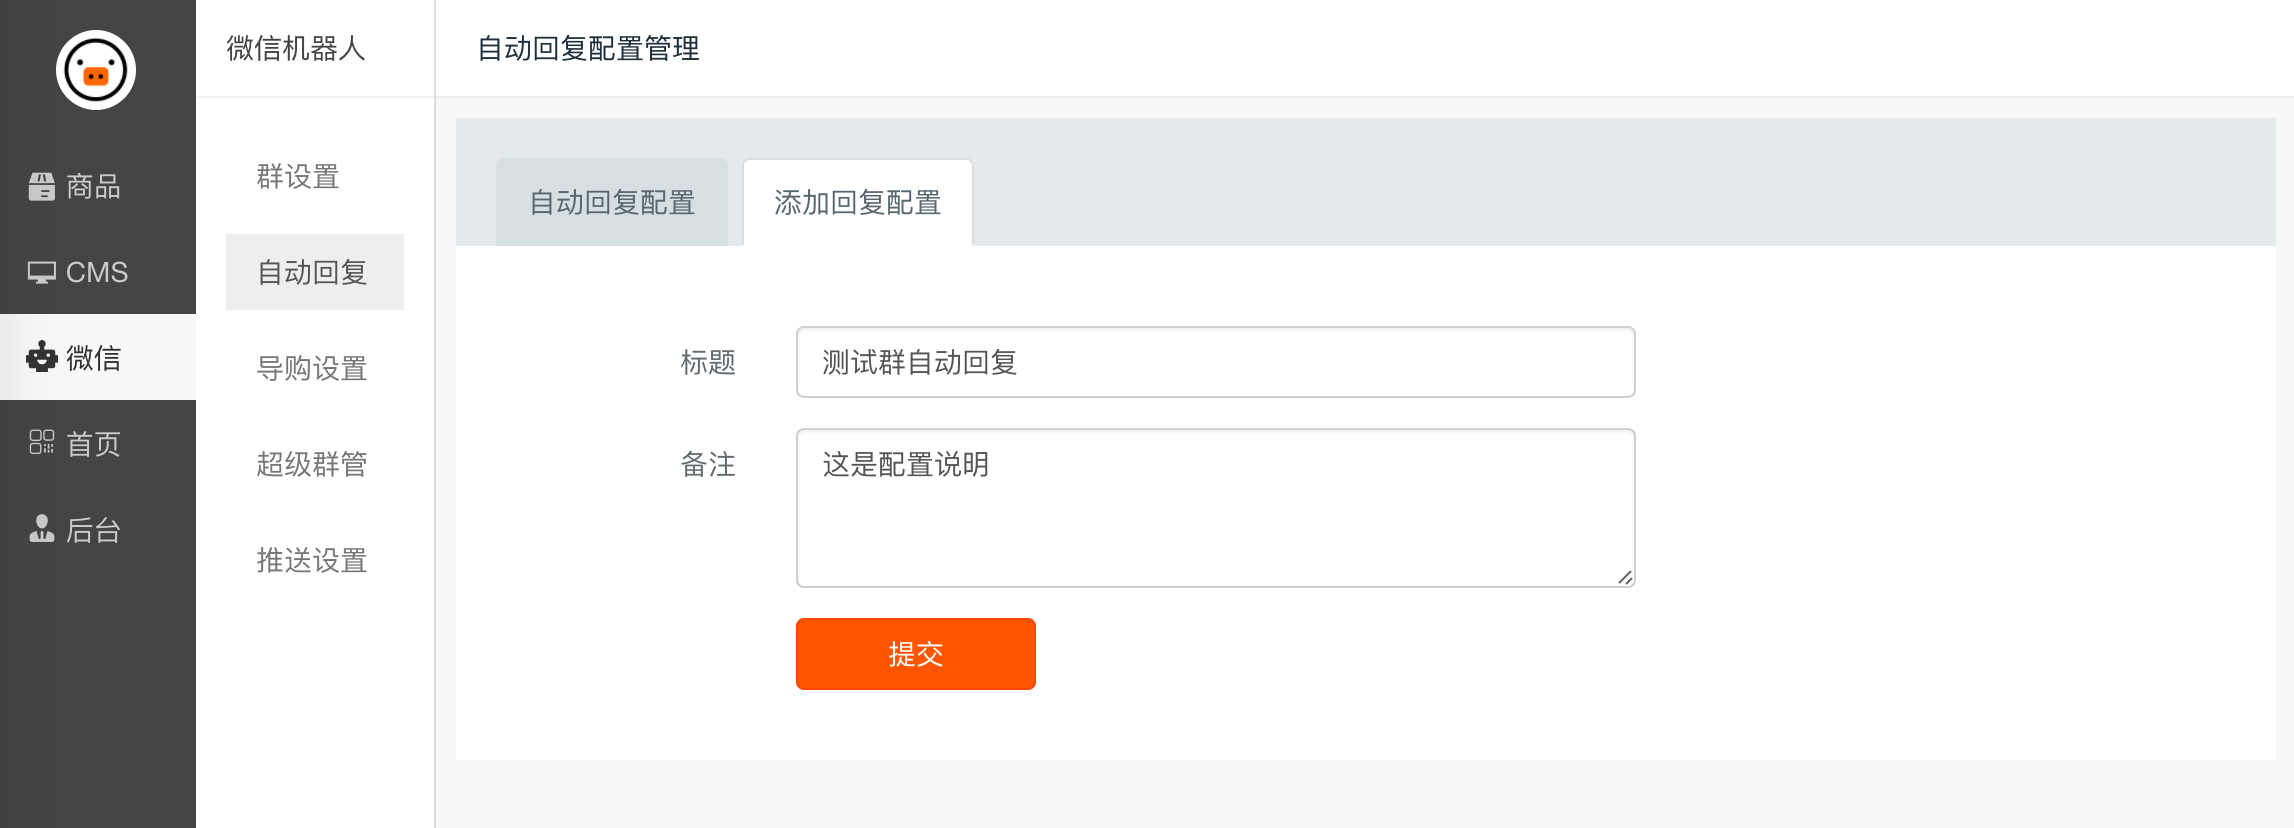 商品
CMS
微信
首页
后台
微信机器人
群设置
自动回复
导购设置
超级群管
推送设置
自动回复配置管理
自动回复配置
添加回复配置
标题
测试群自动回复
备注
这是配置说明
提交